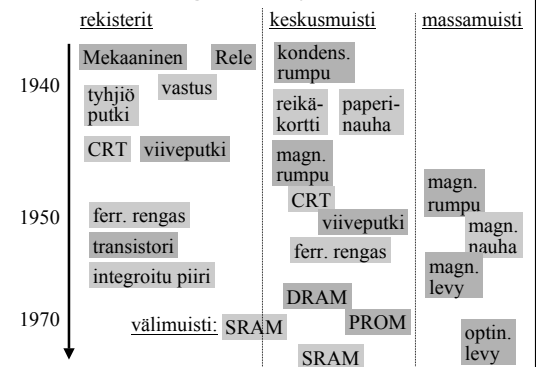 rekisterit keskusmuisti massamuisti
Mekaaninen Rele kondens.
rumpu
1940
tyhjiö
putki
vastus
reikä-
kortti
paperi-
nauha
CRT viiveputki
magn.
rumpu
CRT
magn.
rumpu
1950
ferr. rengas
viiveputki
magn.
nauha
transistori
ferr. rengas
integroitu piiri
magn.
levy
DRAM
1970
välimuisti: SRAM
PROM
optin.
levy
SRAM